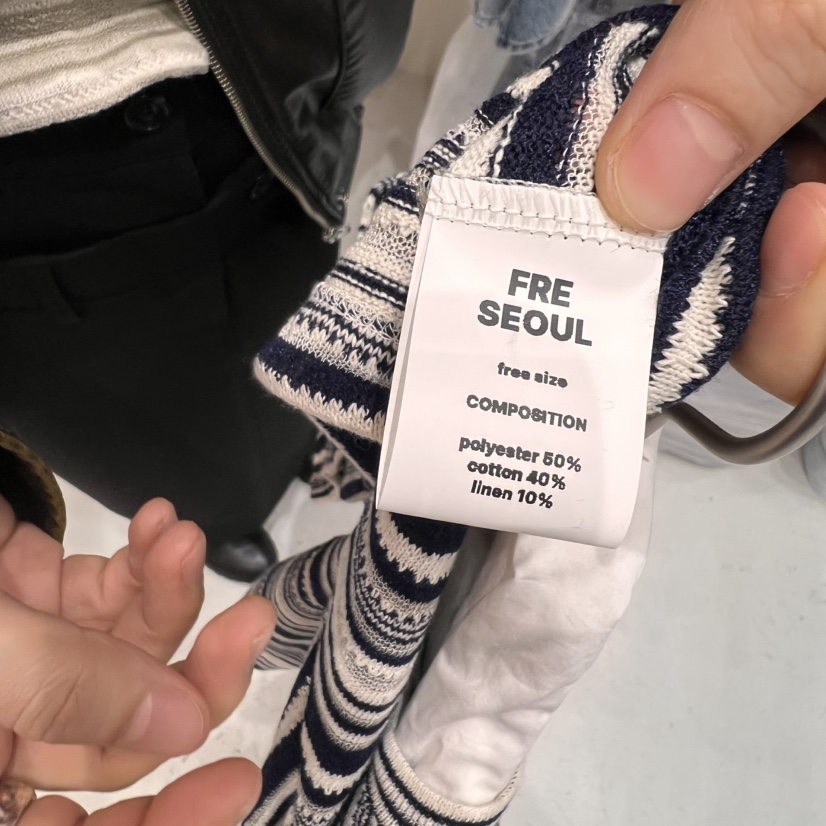 FRE
SEOUL
free size
COMPOSITION
polyester 50%
cotton 40%
linen 10%